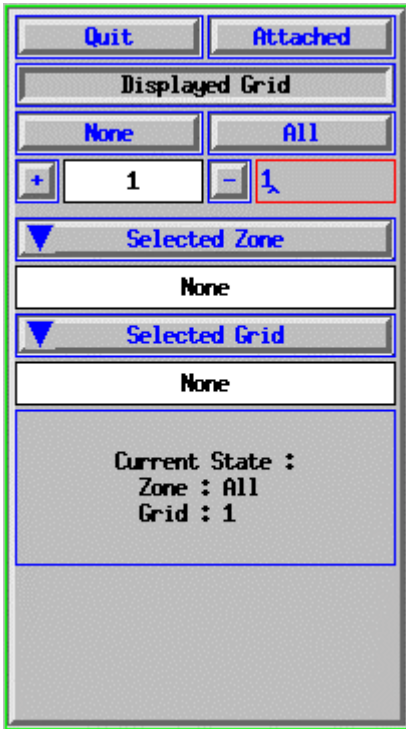 Quit Attached
Displayed Grid
None All
+ 1 - 1
Selected Zone
None
Selected Grid
None
Current State :
Zone : All
Grid : 1